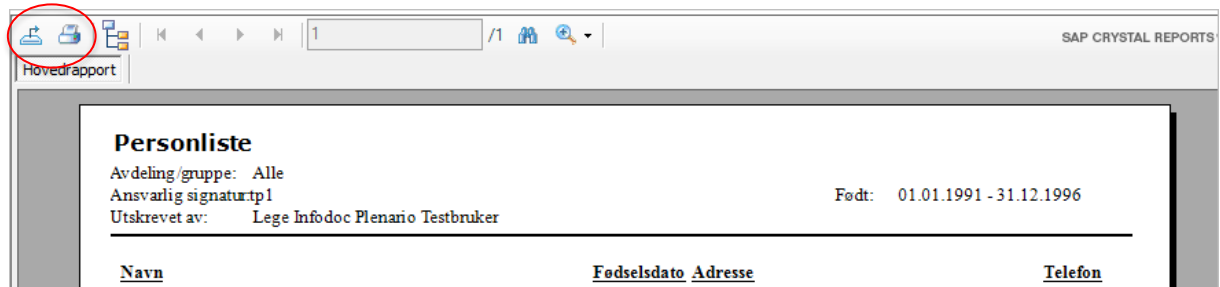 1 /1 SAP CRYSTAL REPORTS
Hovedrapport
Personliste
Avdeling/gruppe: Alle
Ansvarlig signatur:tp1 Født: 01.01.1991 - 31.12.1996
Utskrevet av: Lege Infodoc Plenario Testbruker
Navn Fødselsdato Adresse Telefon